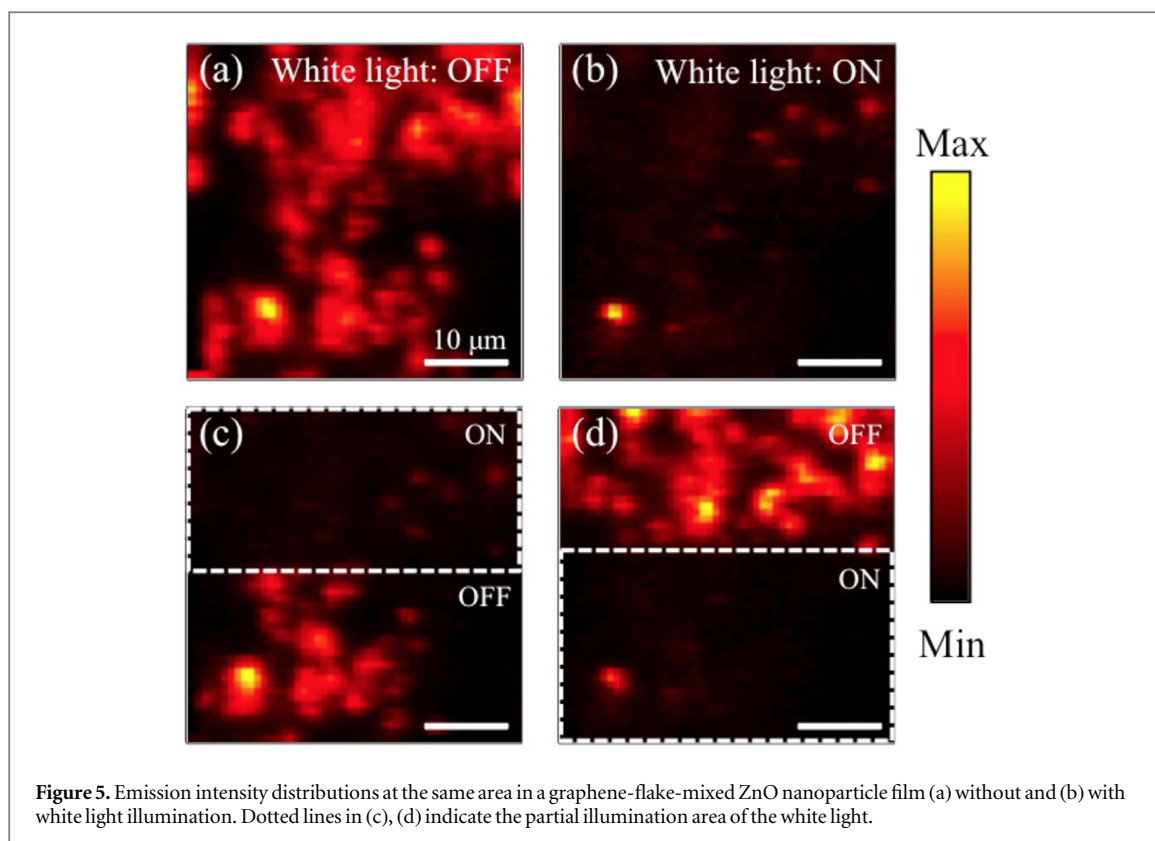 (a) White light: OFF
10 μm
(b) White light: ON
Max
Min
(c) ON
OFF
(d) OFF
ON
Figure 5. Emission intensity distributions at the same area in a graphene-flake-mixed ZnO nanoparticle film (a) without and (b) with
white light illumination. Dotted lines in (c), (d) indicate the partial illumination area of the white light.